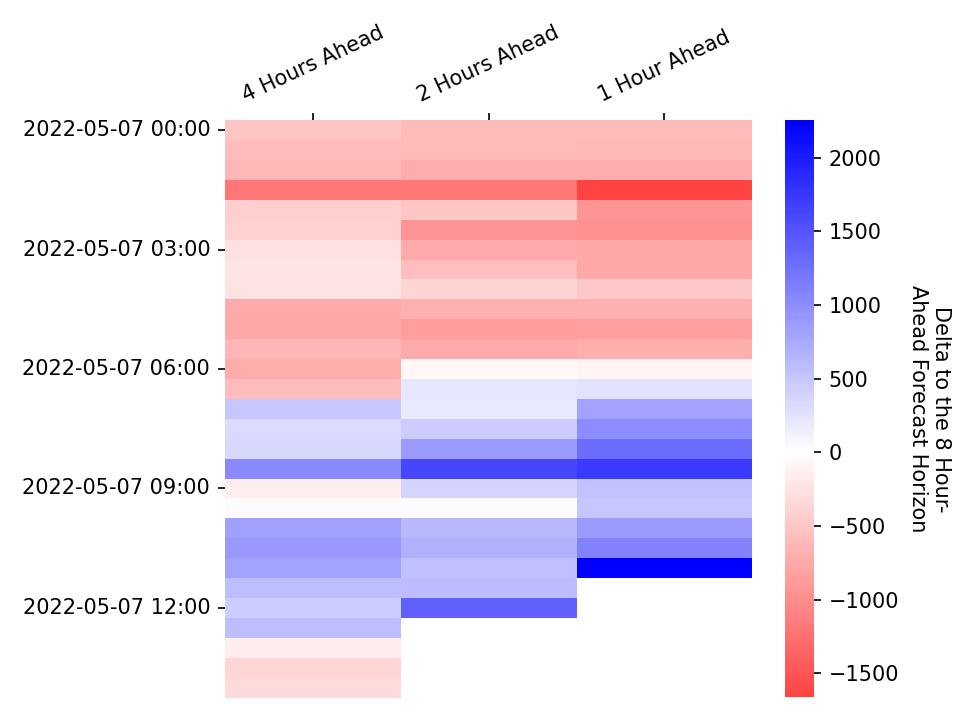 4 Hours Ahead
2 Hours Ahead
1 Hour Ahead
2022-05-07 00:00
2022-05-07 03:00
2022-05-07 06:00
2022-05-07 09:00
2022-05-07 12:00
2000
1500
1000
500
0
−500
−1000
−1500
Delta to the 8 Hour-
Ahead Forecast Horizon